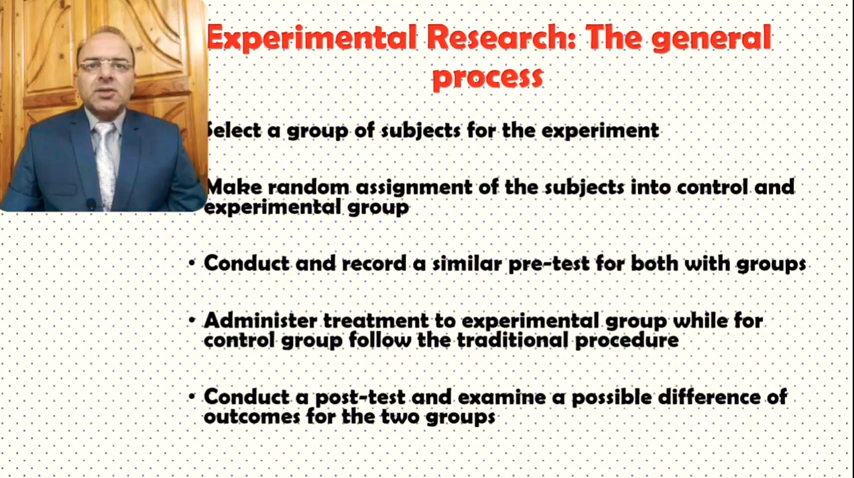 Experimental Research: The general
process
Select a group of subjects for the experiment
Make random assignment of the subjects into control and
experimental group
• Conduct and record a similar pre-test for both with groups
• Administer treatment to experimental group while for
control group follow the traditional procedure
• Conduct a post-test and examine a possible difference of
outcomes for the two groups